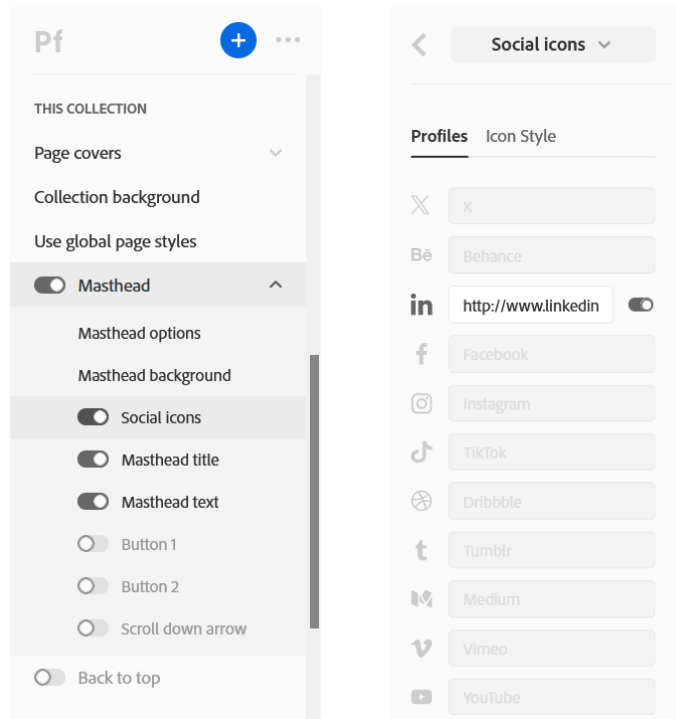 Pf
THIS COLLECTION
Page covers
Collection background
Use global page styles
Masthead
Masthead options
Masthead background
Social icons
Masthead title
Masthead text
Button 1
Button 2
Scroll down arrow
Back to top
Social icons
Profiles Icon Style
X
Bē Behance
in http://www.linkedin
f Facebook
Instagram
TikTok
Dribbble
t Tumblr
Medium
Vimeo
YouTube